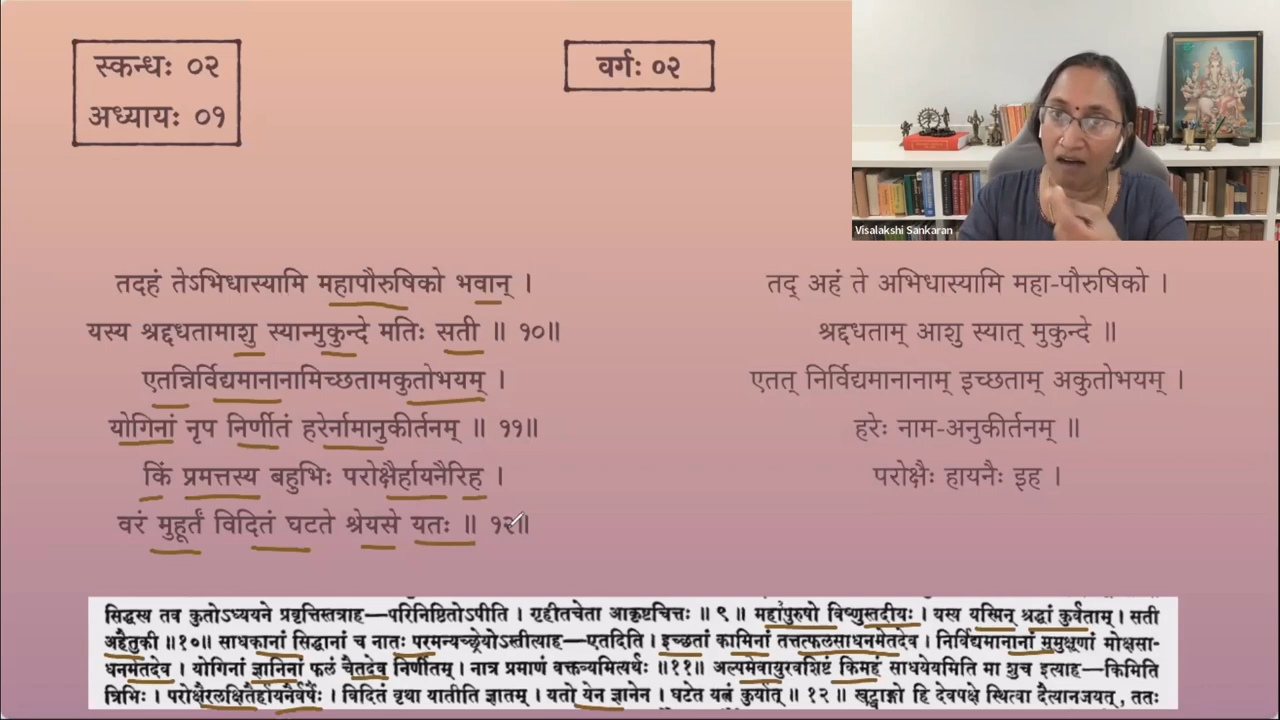 स्कन्धः ०२
अध्यायः ०१
वर्गः ०२
Visalakshi Sankaran
तदहं तेऽभिधास्यामि महापौरुषिको भवान् ।
यस्य श्रद्दधतामाशु स्यान्मुकुन्दे मतिः सती ॥ १०॥
एतन्निर्विद्यमानानामिच्छतामकुतोभयम् ।
योगिनां नृप निर्णीतं हरेर्नामानुकीर्तनम् ॥ ११॥
किं प्रमत्तस्य बहुभिः परोक्षैर्हायनैरिह ।
वरं मुहूर्तं विदितं घटते श्रेयसे यतः ॥ १२॥
तद् अहं ते अभिधास्यामि महा-पौरुषिको ।
श्रद्दधताम् आशु स्यात् मुकुन्दे ॥
एतत् निर्विद्यमानानाम् इच्छताम् अकुतोभयम् ।
हरेः नाम-अनुकीर्तनम् ॥
परोक्षैः हायनैः इह ।
सिद्धस्य तव कुतोऽध्ययने प्रवृत्तिस्तत्राह—परिनिष्ठितोऽपीति । गृहीतचेता आकृष्टचित्तः ॥ ९ ॥ महापुरुषो विष्णुस्तदीयः । यस्य यस्मिन् श्रद्धां कुर्वताम् । सती
अहैतुकी ॥१०॥ साधकानां सिद्धानां च नातः परमन्यच्छ्रेयोऽस्तीत्याह—एतदिति । इच्छतां कामिनां तत्तत्फलसाधनमेतदेव । निर्विद्यमानानां मुमुक्षूणां मोक्षसा-
धनमेतदेव । योगिनां ज्ञानिनां फलं चैतदेव निर्णीतम् । नात्र प्रमाणं वक्तव्यमित्यर्थः ॥११॥ अल्पमेवायुरवशिष्टं किमहं साधयेयमिति मा शुच इत्याह—किमिति
त्रिभिः । परोक्षैरलक्षितैर्हायनैर्वर्षैः । विदितं वृथा यातीति ज्ञातम् । यतो येन ज्ञानेन । घटेत यत्नं कुर्यात् ॥ १२ ॥ खट्वाङ्गो हि देवपक्षे स्थित्वा दैत्यानजयत् , ततः